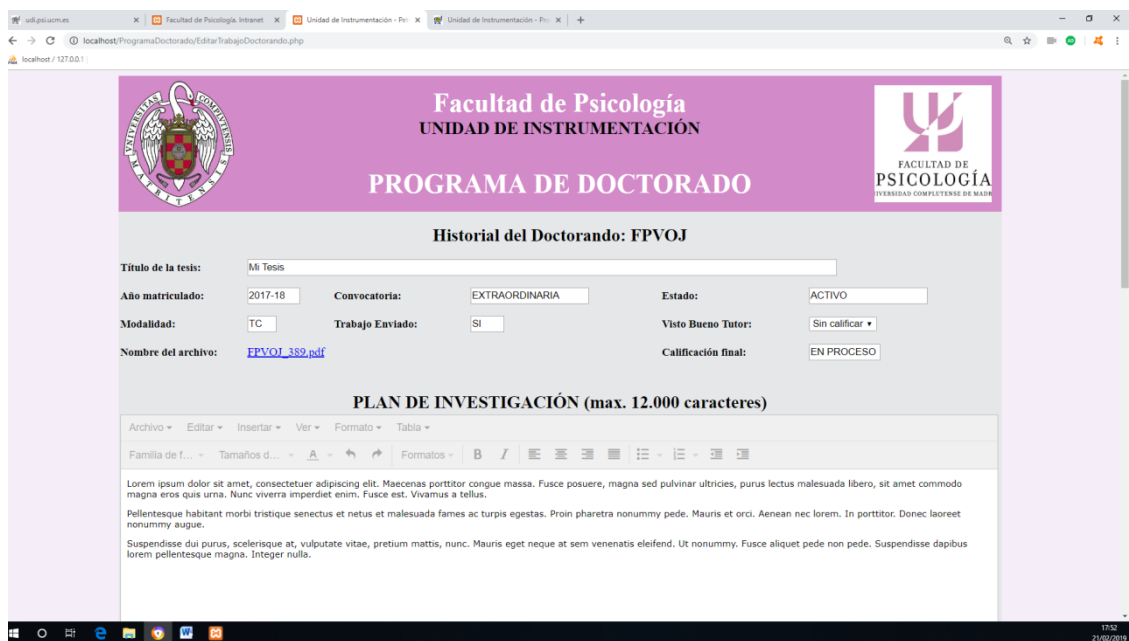 udi.psi.ucm.es
Facultad de Psicología. Intranet
Unidad de Instrumentación - Pro
Unidad de Instrumentación - Pro
localhost/ProgramaDoctorado/EditarTrabajoDoctorando.php
localhost / 127.0.0.1
Facultad de Psicología
UNIDAD DE INSTRUMENTACIÓN
PROGRAMA DE DOCTORADO
FACULTAD DE
PSICOLOGÍA
IVERSIDAD COMPLUTENSE DE MADR
Historial del Doctorando: FPVOJ
Título de la tesis: Mi Tesis
Año matriculado: 2017-18 Convocatoria: EXTRAORDINARIA Estado: ACTIVO
Modalidad: TC Trabajo Enviado: SI Visto Bueno Tutor: Sin calificar
Nombre del archivo: FPVOJ_389.pdf Calificación final: EN PROCESO
PLAN DE INVESTIGACIÓN (max. 12.000 caracteres)
Archivo Editar Insertar Ver Formato Tabla
Familia de f... Tamaños d... A Formatos B I
Lorem ipsum dolor sit amet, consectetuer adipiscing elit. Maecenas porttitor congue massa. Fusce posuere, magna sed pulvinar ultricies, purus lectus malesuada libero, sit amet commodo
magna eros quis urna. Nunc viverra imperdiet enim. Fusce est. Vivamus a tellus.
Pellentesque habitant morbi tristique senectus et netus et malesuada fames ac turpis egestas. Proin pharetra nonummy pede. Mauris et orci. Aenean nec lorem. In porttitor. Donec laoreet
nonummy augue.
Suspendisse dui purus, scelerisque at, vulputate vitae, pretium mattis, nunc. Mauris eget neque at sem venenatis eleifend. Ut nonummy. Fusce aliquet pede non pede. Suspendisse dapibus
lorem pellentesque magna. Integer nulla.
17:52
21/02/2019